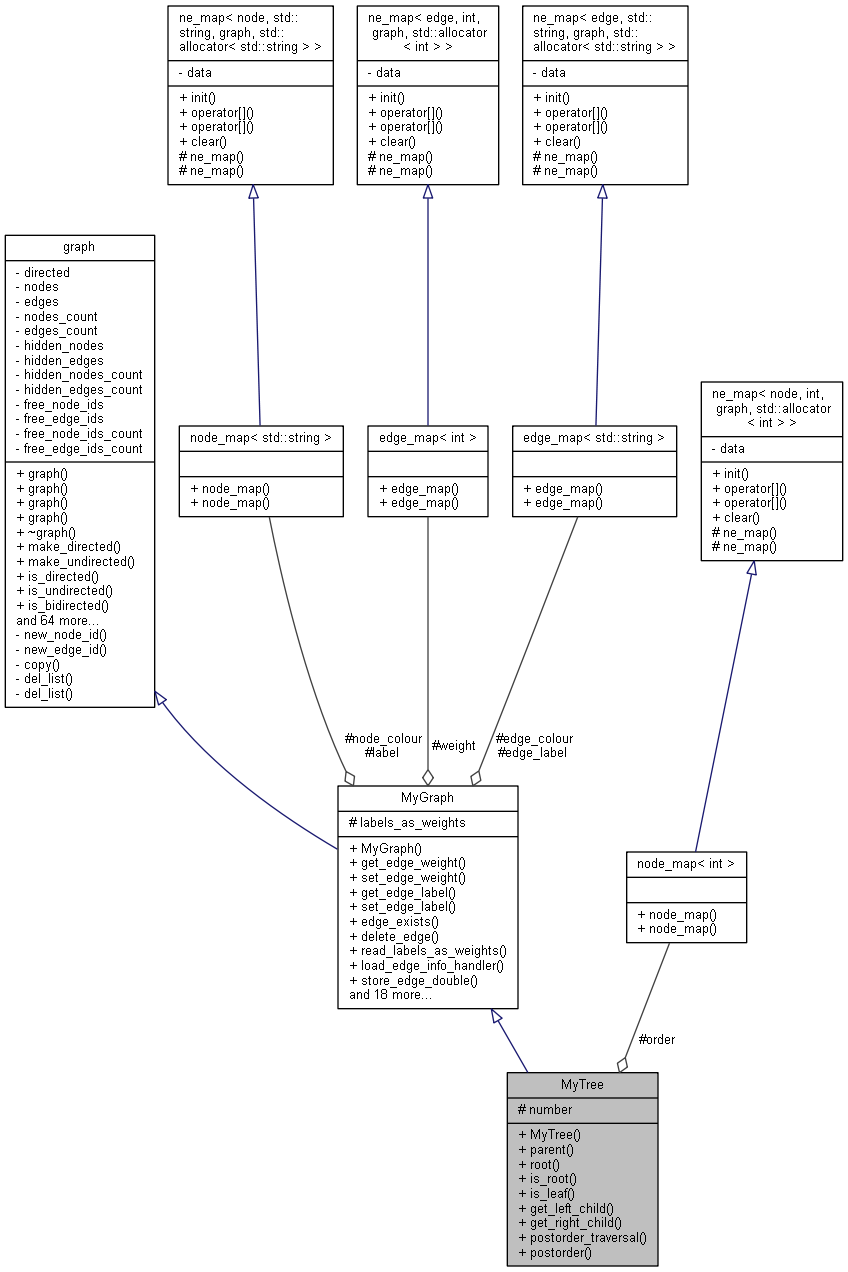 ne_map< node, std::
string, graph, std::
allocator< std::string > >
- data
+ init()
+ operator[]()
+ operator[]()
+ clear()
# ne_map()
# ne_map()
ne_map< edge, int,
graph, std::allocator
< int > >
- data
+ init()
+ operator[]()
+ operator[]()
+ clear()
# ne_map()
# ne_map()
ne_map< edge, std::
string, graph, std::
allocator< std::string > >
- data
+ init()
+ operator[]()
+ operator[]()
+ clear()
# ne_map()
# ne_map()
graph
- directed
- nodes
- edges
- nodes_count
- edges_count
- hidden_nodes
- hidden_edges
- hidden_nodes_count
- hidden_edges_count
- free_node_ids
- free_edge_ids
- free_node_ids_count
- free_edge_ids_count
+ graph()
+ graph()
+ graph()
+ graph()
+ ~graph()
+ make_directed()
+ make_undirected()
+ is_directed()
+ is_undirected()
+ is_bidirected()
and 64 more...
- new_node_id()
- new_edge_id()
- copy()
- del_list()
- del_list()
node_map< std::string >
+ node_map()
+ node_map()
edge_map< int >
+ edge_map()
+ edge_map()
edge_map< std::string >
+ edge_map()
+ edge_map()
ne_map< node, int,
graph, std::allocator
< int > >
- data
+ init()
+ operator[]()
+ operator[]()
+ clear()
# ne_map()
# ne_map()
#node_colour
#label
#weight
#edge_colour
#edge_label
MyGraph
# labels_as_weights
+ MyGraph()
+ get_edge_weight()
+ set_edge_weight()
+ get_edge_label()
+ set_edge_label()
+ edge_exists()
+ delete_edge()
+ read_labels_as_weights()
+ load_edge_info_handler()
+ store_edge_double()
and 18 more...
node_map< int >
+ node_map()
+ node_map()
#order
MyTree
# number
+ MyTree()
+ parent()
+ root()
+ is_root()
+ is_leaf()
+ get_left_child()
+ get_right_child()
+ postorder_traversal()
+ postorder()